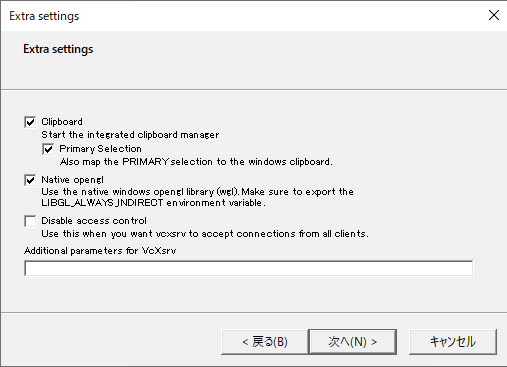 Extra settings
Extra settings
Clipboard
Start the integrated clipboard manager
Primary Selection
Also map the PRIMARY selection to the windows clipboard.
Native opengl
Use the native windows opengl library (wgl). Make sure to export the
LIBGL_ALWAYS_INDIRECT environment variable.
Disable access control
Use this when you want vcxsrv to accept connections from all clients.
Additional parameters for VcXsrv
< 戻る(B)
次へ(N) >
キャンセル